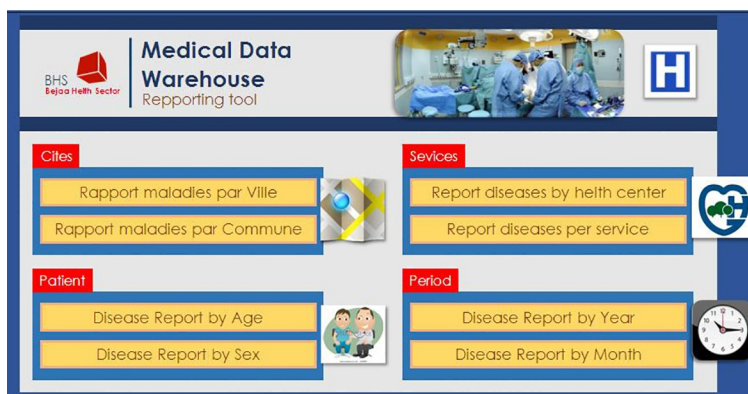 BHS
Bejaa Helth Sector
Medical Data
Warehouse
Repporting tool
H
Cites
Rapport maladies par Ville
Rapport maladies par Commune
Sevices
Report diseases by helth center
Report diseases per service
H
Patient
Disease Report by Age
Disease Report by Sex
Period
Disease Report by Year
Disease Report by Month